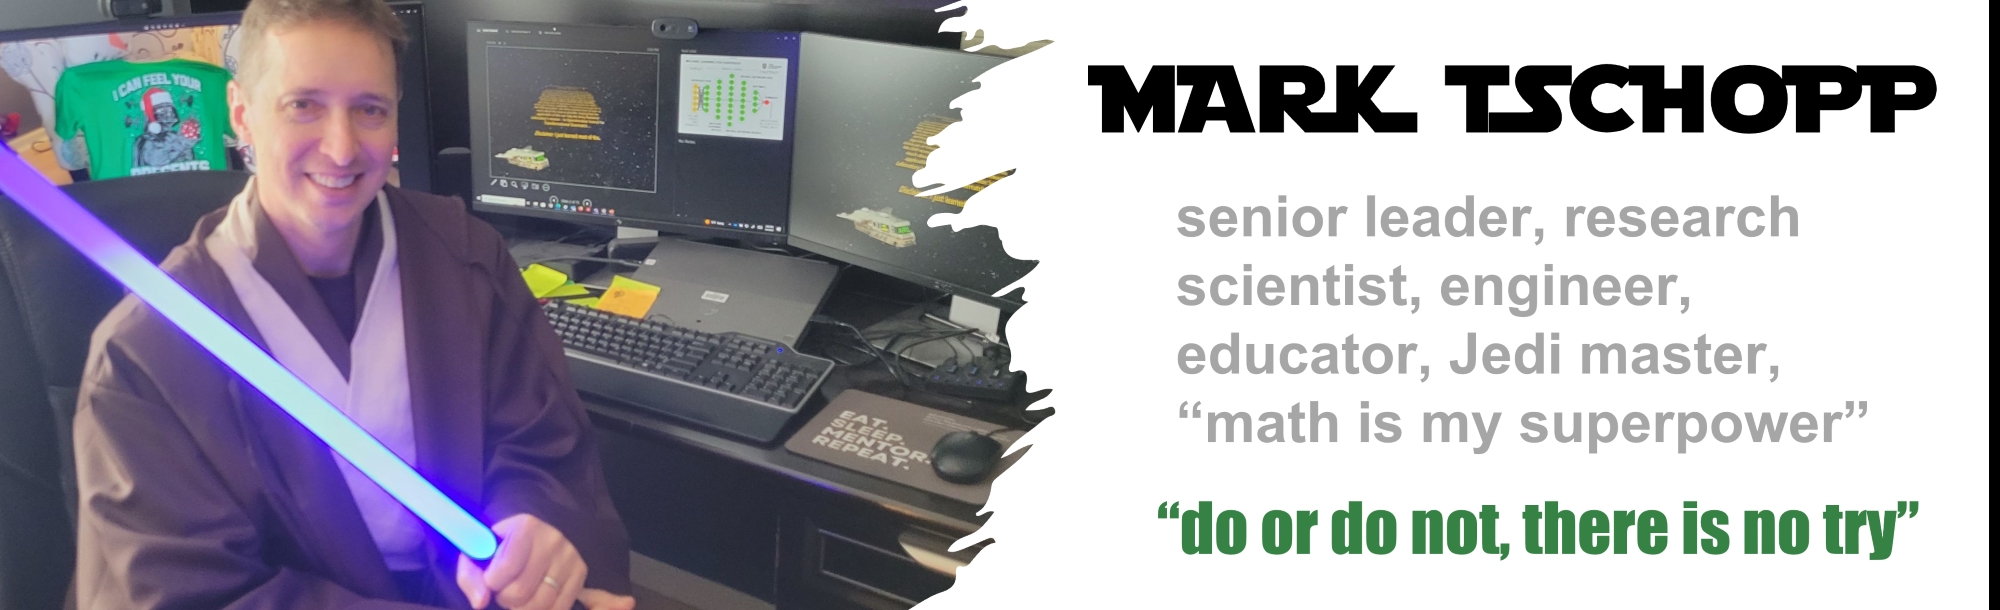 I CAN FEEL YOUR
PRESENTS
EAT.
SLEEP.
MENTOR.
REPEAT.
MARK TSCHOPP
senior leader, research
scientist, engineer,
educator, Jedi master,
“math is my superpower”
“do or do not, there is no try”